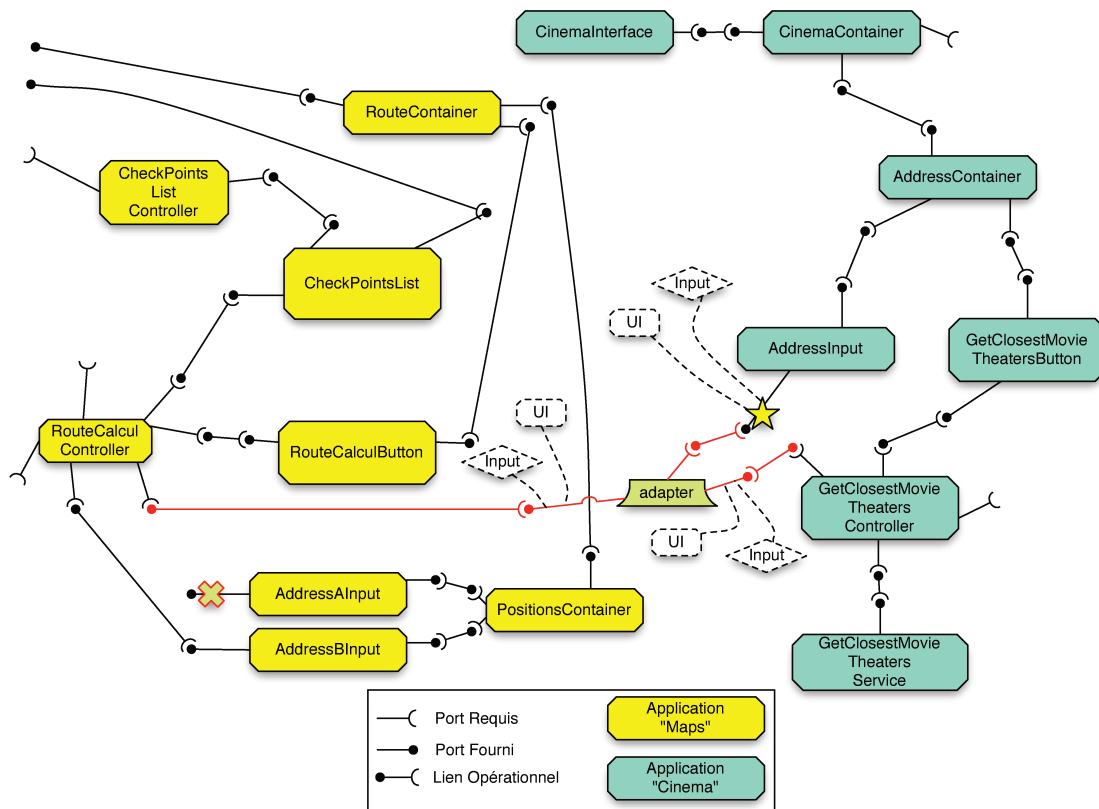 CinemaInterface
CinemaContainer
RouteContainer
CheckPoints
List
Controller
AddressContainer
CheckPointsList
Input
UI
AddressInput
GetClosestMovie
TheatersButton
RouteCalcul
Controller
RouteCalculButton
UI
Input
adapter
GetClosestMovie
Theaters
Controller
UI
Input
AddressAInput
PositionsContainer
AddressBInput
GetClosestMovie
Theaters
Service
Port Requis
Port Fourni
Lien Opérationnel
Application
"Maps"
Application
"Cinema"